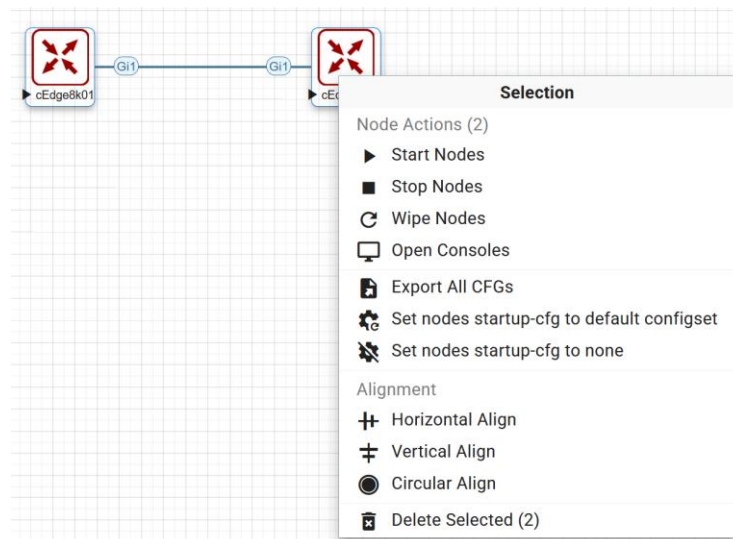 Gi1
Gi1
cEdge8k01
Selection
Node Actions (2)
Start Nodes
Stop Nodes
Wipe Nodes
Open Consoles
Export All CFGs
Set nodes startup-cfg to default configset
Set nodes startup-cfg to none
Alignment
Horizontal Align
Vertical Align
Circular Align
Delete Selected (2)